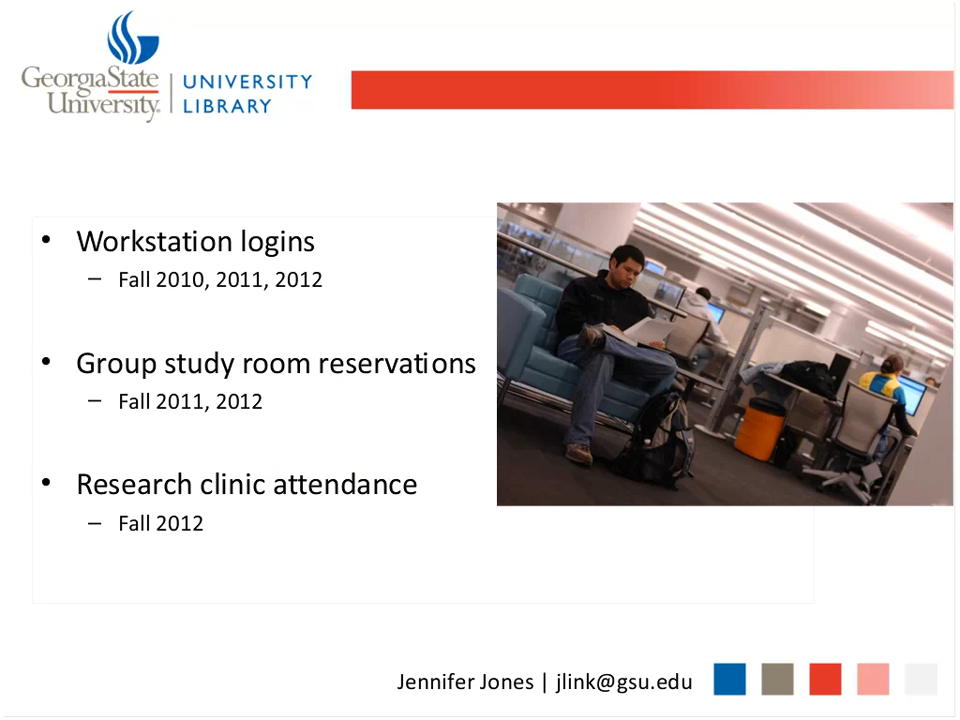 GeorgiaState
University.
UNIVERSITY
LIBRARY
• Workstation logins
– Fall 2010, 2011, 2012
• Group study room reservations
– Fall 2011, 2012
• Research clinic attendance
– Fall 2012
Jennifer Jones | jlink@gsu.edu